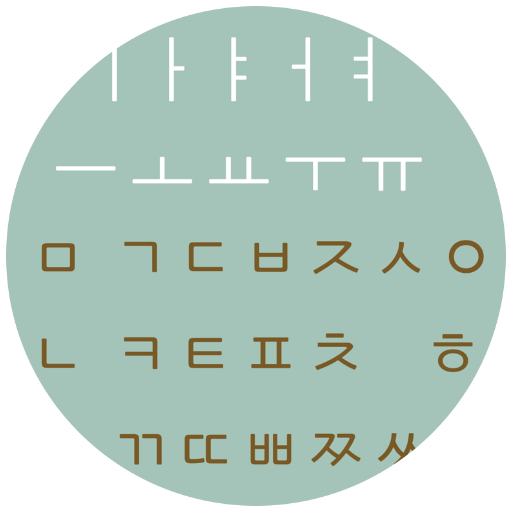 ㅣ ㅏ ㅑ ㅓ ㅕ
ㅡ ㅗ ㅛ ㅜ ㅠ
ㅁ ㄱ ㄷ ㅂ ㅈ ㅅ ㅇ
ㄴ ㅋ ㅌ ㅍ ㅊ ㅎ
ㄲ ㄸ ㅃ ㅉ ㅆ